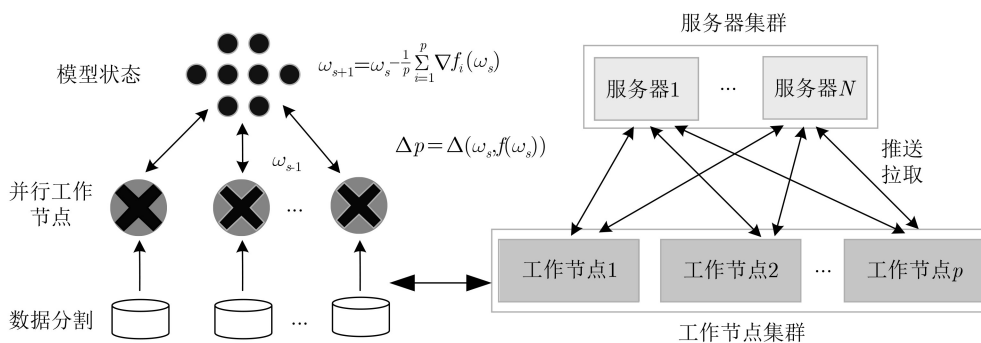 服务器集群
模型状态
ω_{s+1}=ω_s-\frac{1}{p}\sum_{i=1}^{p}∇f_i(ω_s)
服务器1
...
服务器N
Δp=Δ(ω_s,f(ω_s))
推送
拉取
ω_{s-1}
并行工作
节点
...
工作节点1
工作节点2
...
工作节点p
数据分割
...
工作节点集群